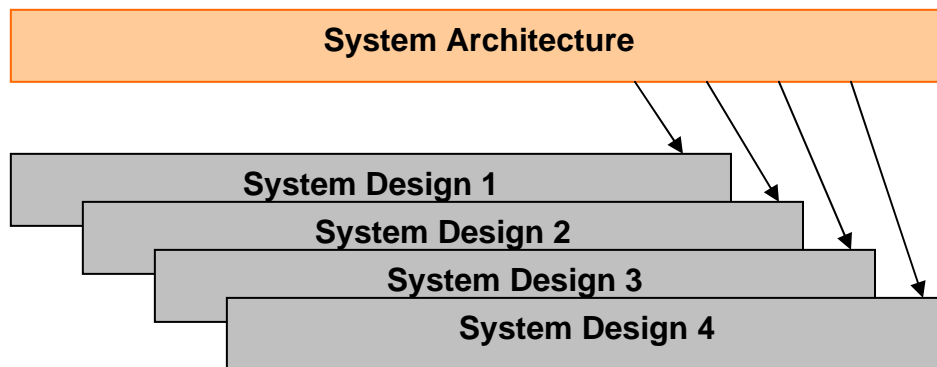 System Architecture
System Design 1
System Design 2
System Design 3
System Design 4